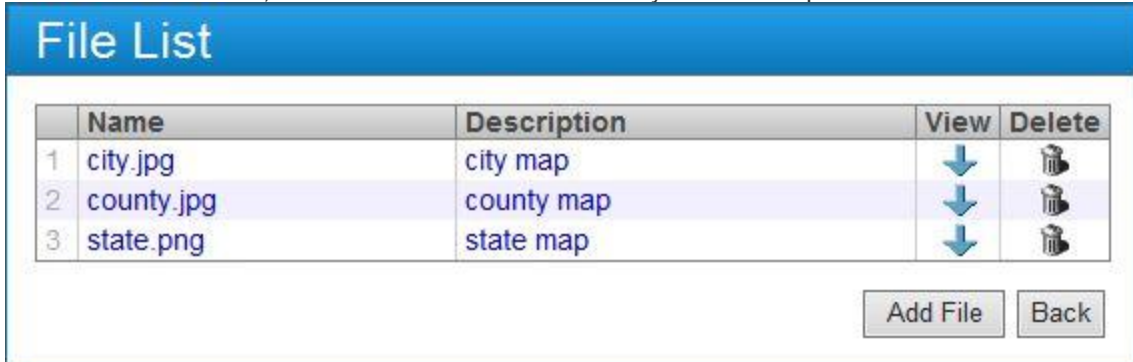 File List
Name Description View Delete
1 city.jpg city map
2 county.jpg county map
3 state.png state map
Add File Back